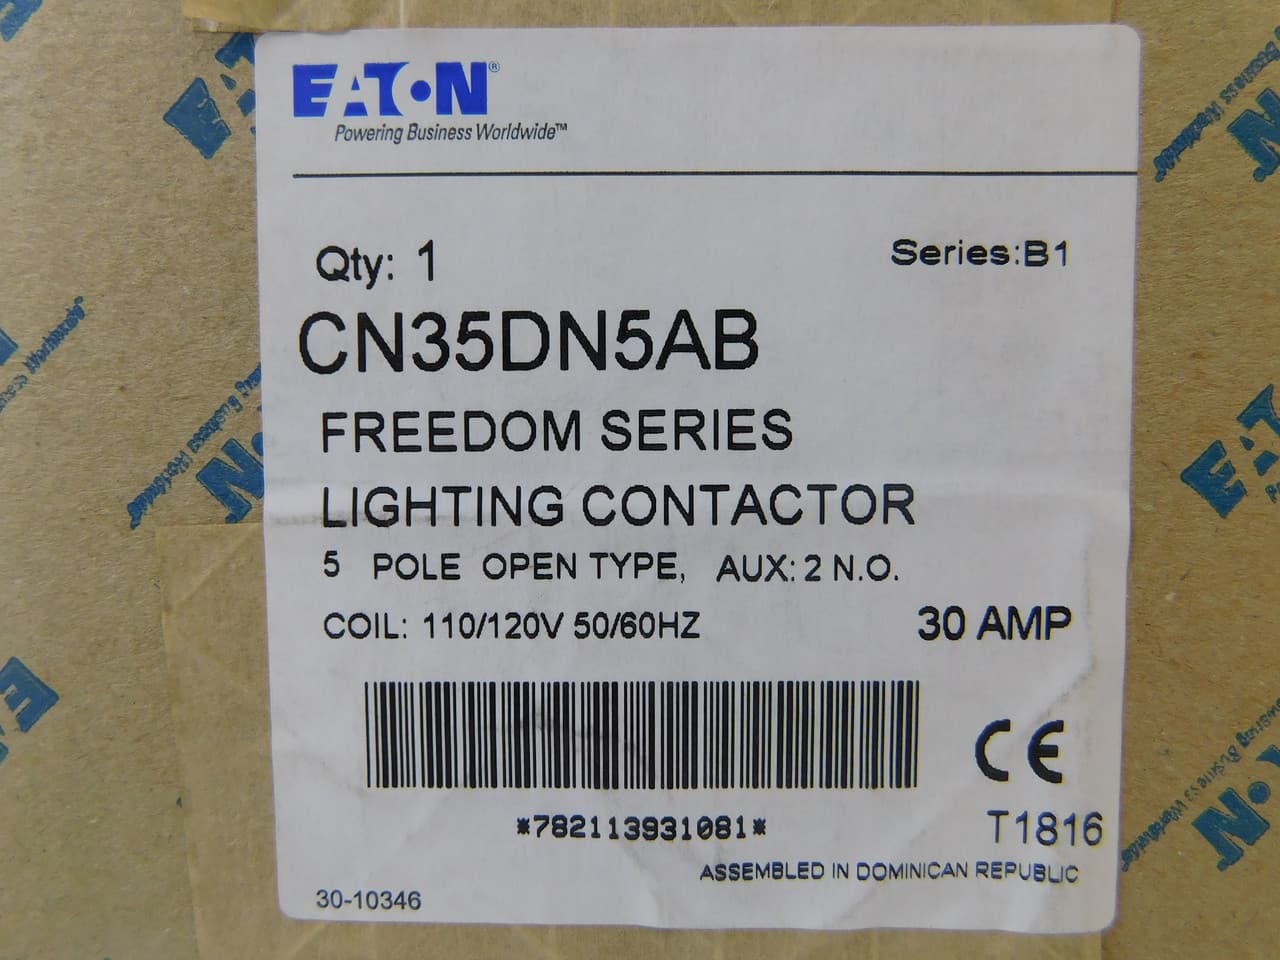 EATON®
Powering Business Worldwide™
Qty: 1
Series:B1
CN35DN5AB
FREEDOM SERIES
LIGHTING CONTACTOR
5 POLE OPEN TYPE, AUX: 2 N.O.
COIL: 110/120V 50/60HZ
30 AMP
CE
*782113931081*
T1816
ASSEMBLED IN DOMINICAN REPUBLIC
30-10346